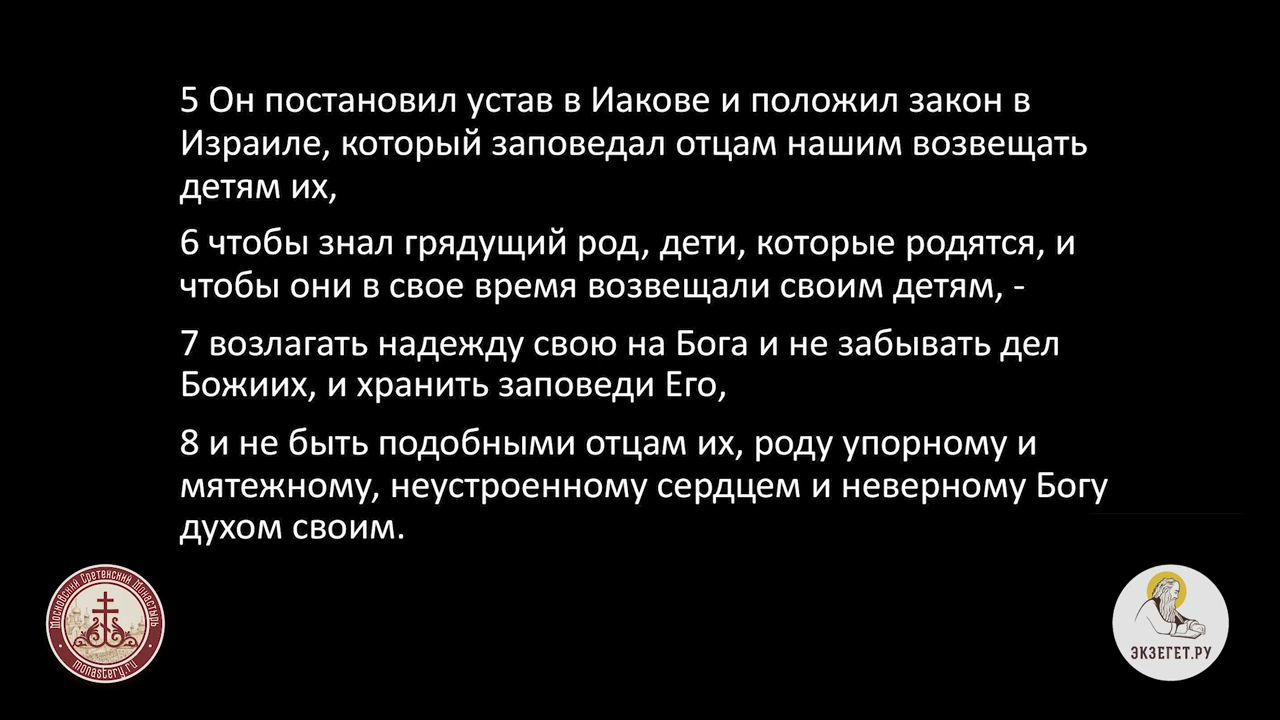 5 Он постановил устав в Иакове и положил закон в
Израиле, который заповедал отцам нашим возвещать
детям их,
6 чтобы знал грядущий род, дети, которые родятся, и
чтобы они в свое время возвещали своим детям, -
7 возлагать надежду свою на Бога и не забывать дел
Божиих, и хранить заповеди Его,
8 и не быть подобными отцам их, роду упорному и
мятежному, неустроенному сердцем и неверному Богу
духом своим.
Московский Сретенский Монастырь
monastery.ru
ЭКЗЕГЕТ.РУ